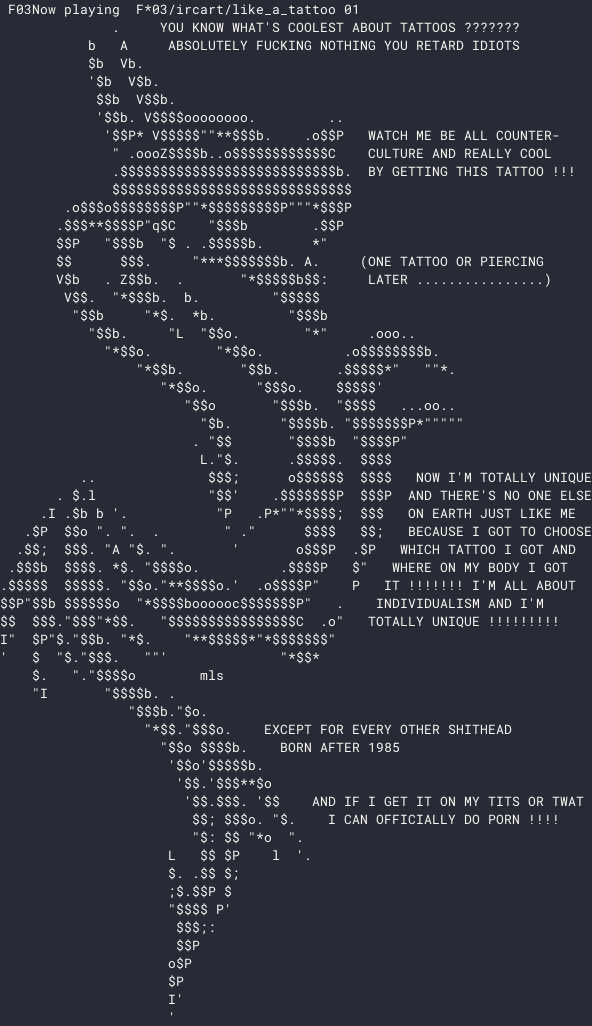 F03Now playing  F*03/ircart/like_a_tattoo 01
YOU KNOW WHAT'S COOLEST ABOUT TATTOOS ???????
ABSOLUTELY FUCKING NOTHING YOU RETARD IDIOTS
WATCH ME BE ALL COUNTER-
CULTURE AND REALLY COOL
BY GETTING THIS TATTOO !!!
(ONE TATTOO OR PIERCING
LATER ................)
NOW I'M TOTALLY UNIQUE
AND THERE'S NO ONE ELSE
ON EARTH JUST LIKE ME
BECAUSE I GOT TO CHOOSE
WHICH TATTOO I GOT AND
WHERE ON MY BODY I GOT
IT !!!!!!! I'M ALL ABOUT
INDIVIDUALISM AND I'M
TOTALLY UNIQUE !!!!!!!!!
mls
EXCEPT FOR EVERY OTHER SHITHEAD
BORN AFTER 1985
AND IF I GET IT ON MY TITS OR TWAT
I CAN OFFICIALLY DO PORN !!!!